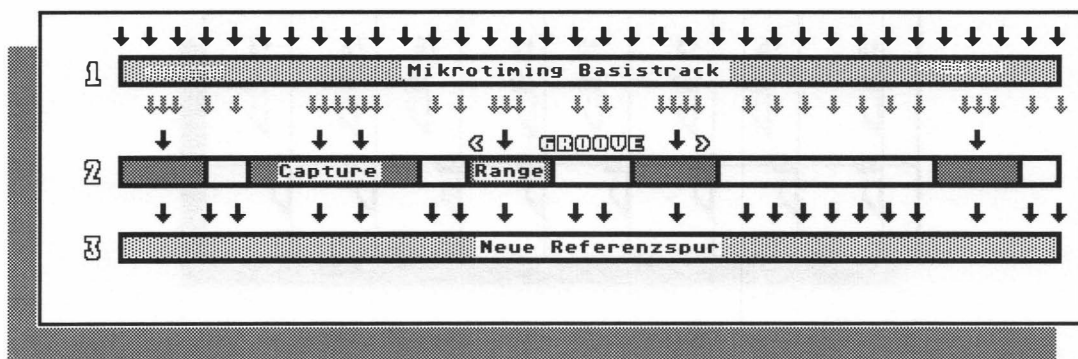 1 Mikrotiming Basistrack
< GROOVE >
2 Capture Range
3 Neue Referenzspur